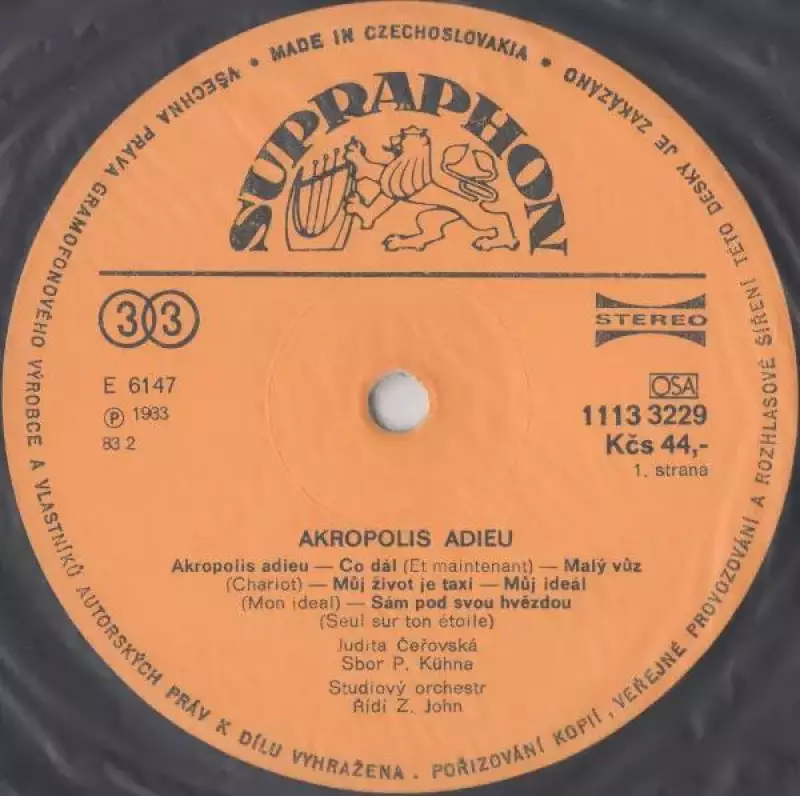 • MADE IN CZECHOSLOVAKIA •
VŠECHNA PRÁVA GRAMOFONOVÉHO VÝROBCE A VLASTNÍKŮ AUTORSKÝCH PRÁV K DÍLU VYHRAŽENA. POŘIZOVÁNÍ KOPIÍ, VEŘEJNÉ PROVOZOVÁNÍ A ROZHLASOVÉ ŠÍŘENÍ TÉTO DESKY JE ZAKÁZÁNO
SUPRAPHON
33
STEREO
E 6147
℗ 1983
83 2
OSA
1113 3229
Kčs 44,-
1. strana
AKROPOLIS ADIEU
Akropolis adieu — Co dál (Et maintenant) — Malý vůz
(Chariot) — Můj život je taxi — Můj ideál
(Mon ideal) — Sám pod svou hvězdou
(Seul sur ton étoile)
Judita Čeřovská
Sbor P. Kühna
Studiový orchestr
Řídí Z. John